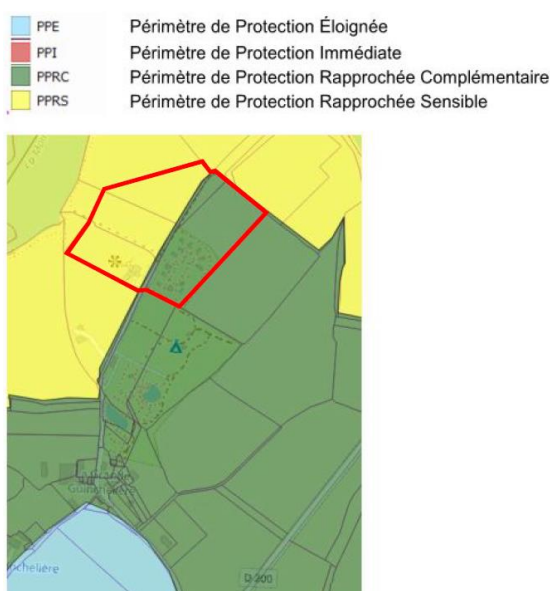 PPE Périmètre de Protection Éloignée
PPI Périmètre de Protection Immédiate
PPRC Périmètre de Protection Rapprochée Complémentaire
PPRS Périmètre de Protection Rapprochée Sensible
D 200